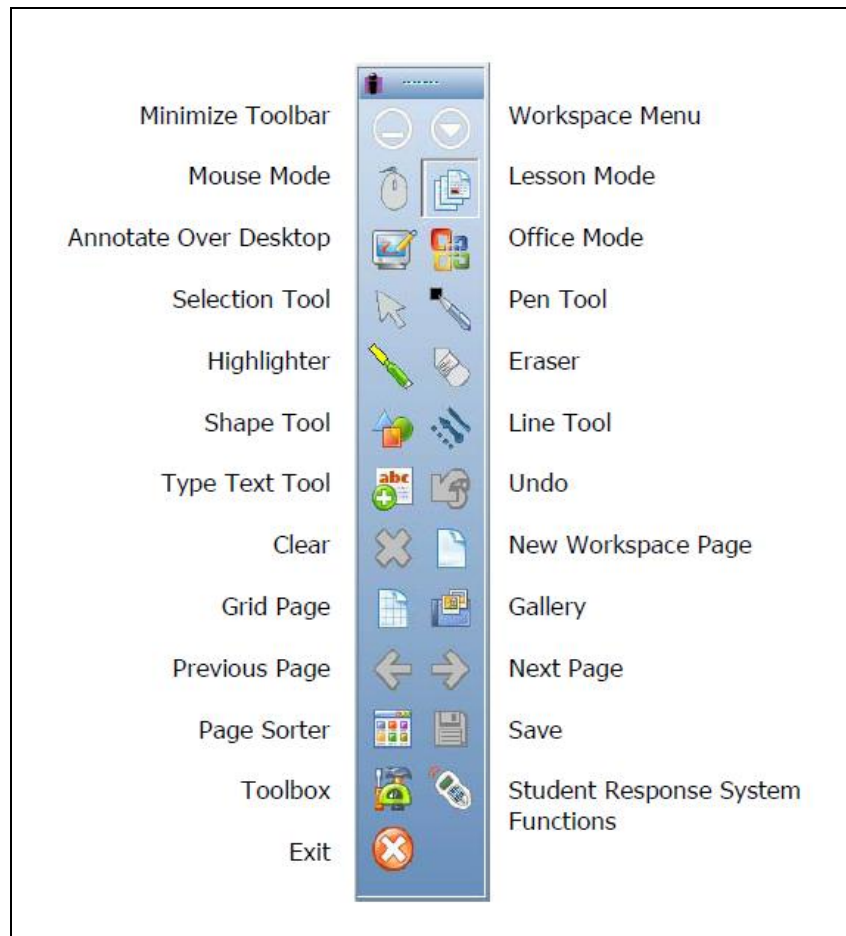 Minimize Toolbar
Workspace Menu
Mouse Mode
Lesson Mode
Annotate Over Desktop
Office Mode
Selection Tool
Pen Tool
Highlighter
Eraser
Shape Tool
Line Tool
Type Text Tool
abc
Undo
Clear
New Workspace Page
Grid Page
Gallery
Previous Page
Next Page
Page Sorter
Save
Toolbox
Student Response System
Functions
Exit